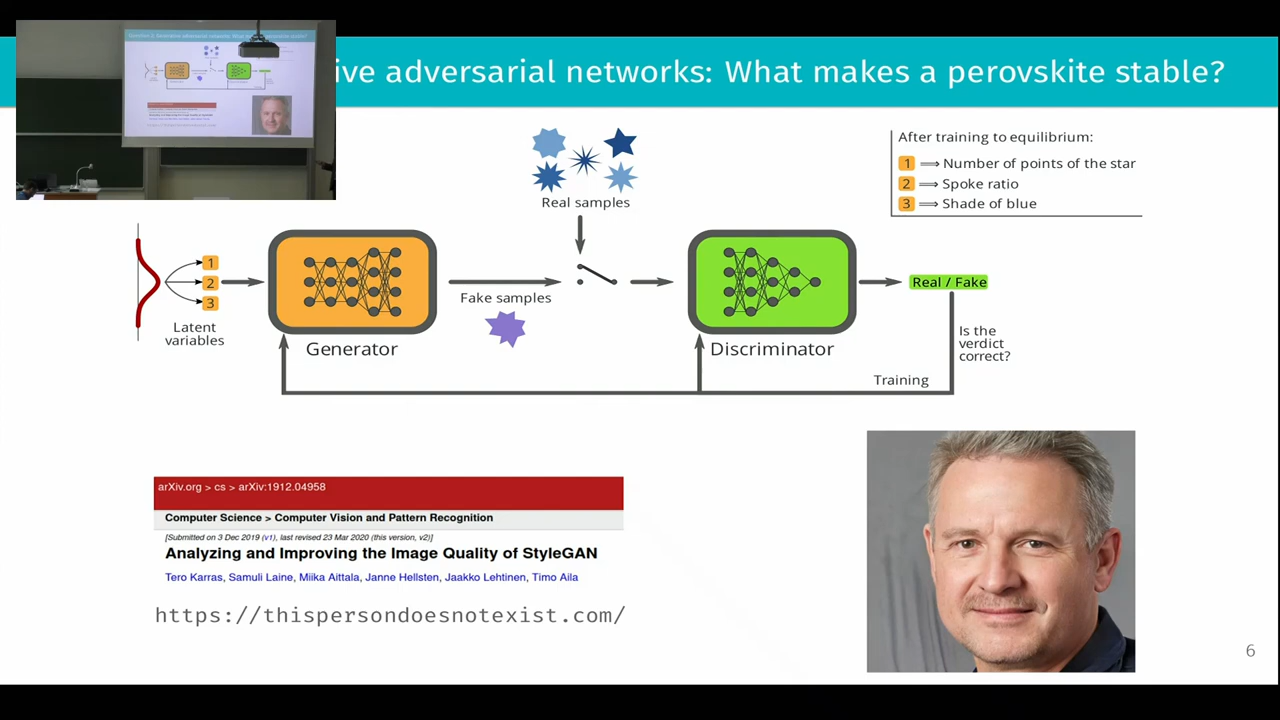 ive adversarial networks: What makes a perovskite stable?
After training to equilibrium:
1 ⟹ Number of points of the star
2 ⟹ Spoke ratio
3 ⟹ Shade of blue
Real samples
1
2
3
Latent
variables
Generator
Fake samples
Discriminator
Real / Fake
Is the
verdict
correct?
Training
arXiv.org > cs > arXiv:1912.04958
Computer Science > Computer Vision and Pattern Recognition
[Submitted on 3 Dec 2019 (v1), last revised 23 Mar 2020 (this version, v2)]
Analyzing and Improving the Image Quality of StyleGAN
Tero Karras, Samuli Laine, Miika Aittala, Janne Hellsten, Jaakko Lehtinen, Timo Aila
https://thispersondoesnotexist.com/
6